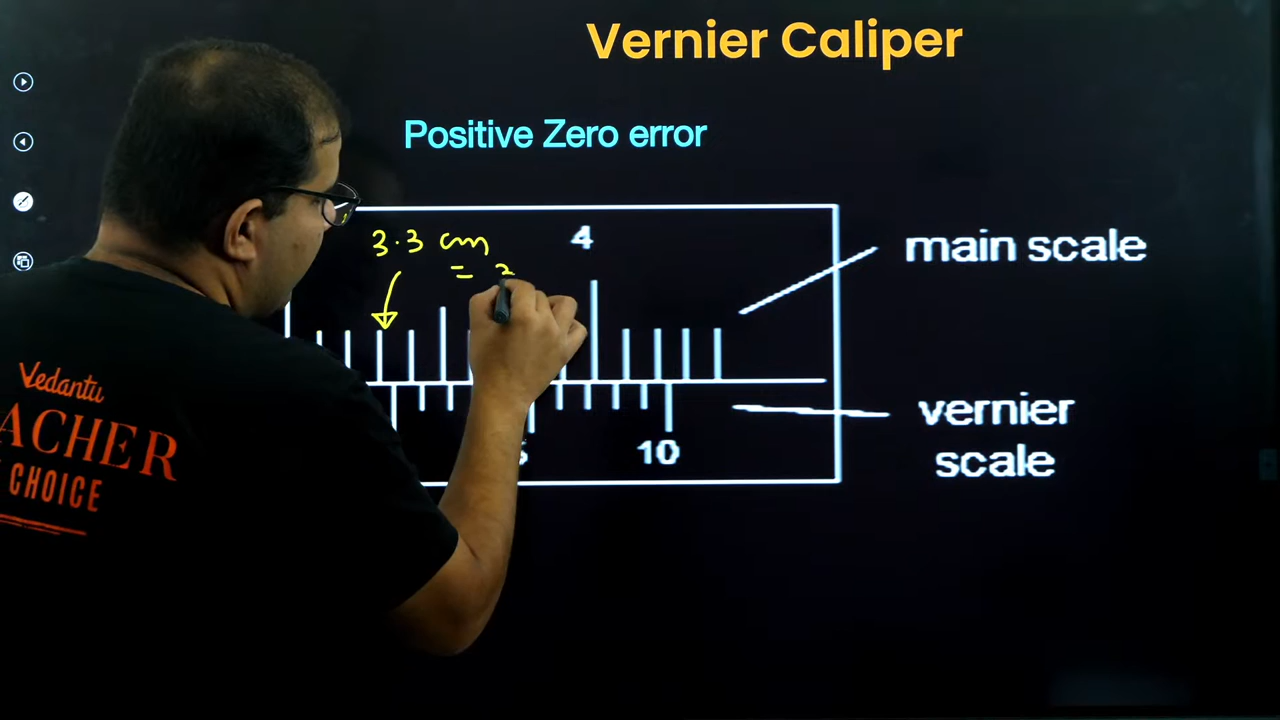 Vernier Caliper
Positive Zero error
3.3 cm
4
=
main scale
Vedantu
ACHER
CHOICE
vernier
10
scale